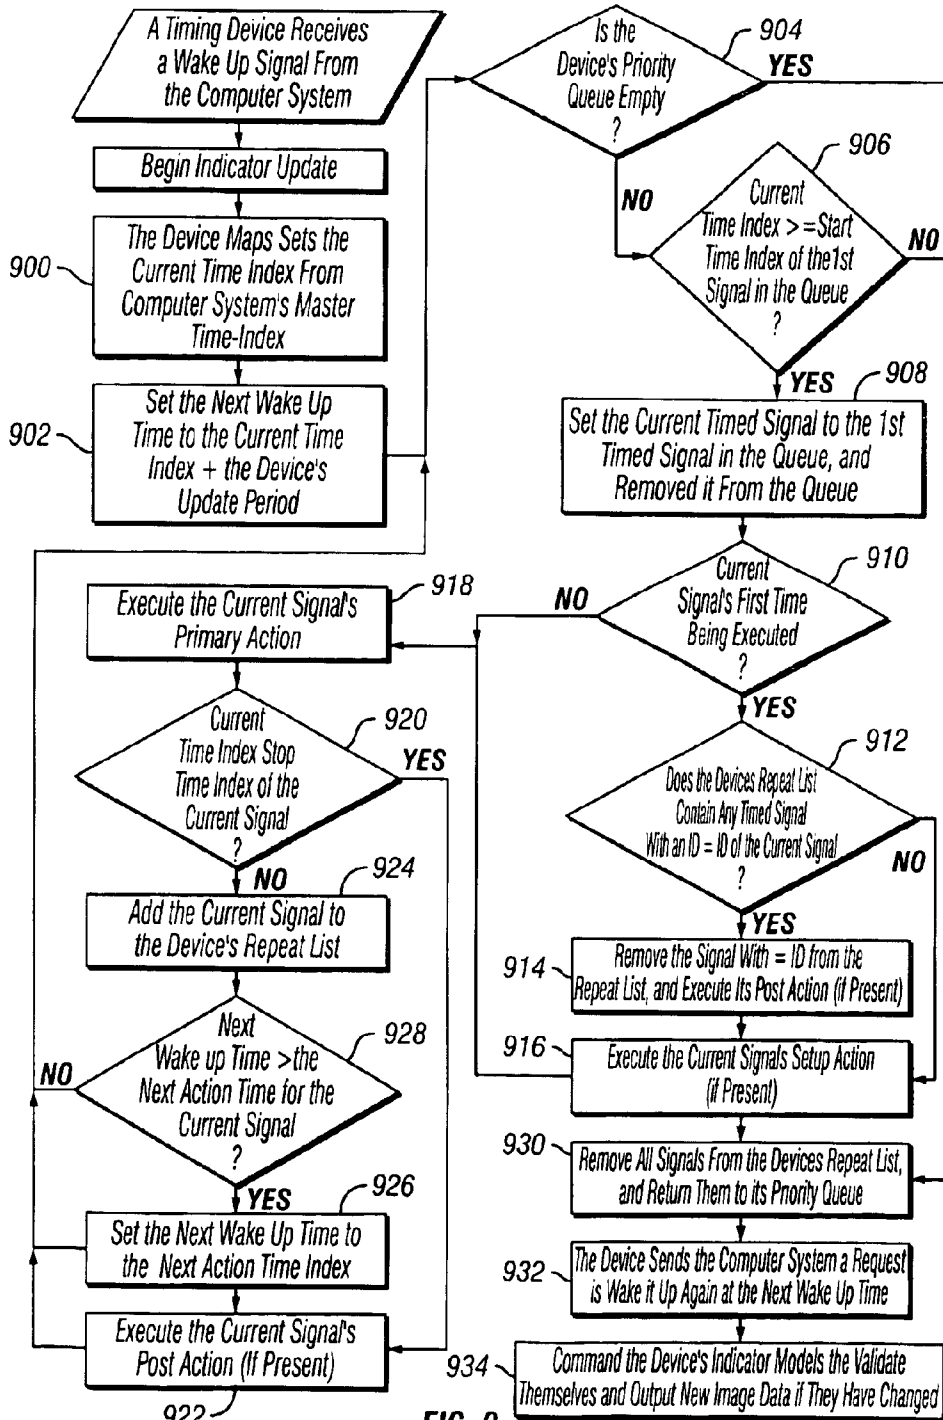 A Timing Device Receives
a Wake Up Signal From
the Computer System
Begin Indicator Update
900
The Device Maps Sets the
Current Time Index From
Computer System's Master
Time-Index
902
Set the Next Wake Up
Time to the Current Time
Index + the Device's
Update Period
904
Is the
Device's Priority
Queue Empty
?
YES
NO
906
Current
Time Index > =Start
Time Index of the1st
Signal in the Queue
?
NO
YES
908
Set the Current Timed Signal to the 1st
Timed Signal in the Queue, and
Removed it From the Queue
910
Current
Signal's First Time
Being Executed
?
NO
YES
912
Does the Devices Repeat List
Contain Any Timed Signal
With an ID = ID of the Current Signal
?
NO
YES
914
Remove the Signal With = ID from the
Repeat List, and Execute Its Post Action (if Present)
916
Execute the Current Signals Setup Action
(if Present)
918
Execute the Current Signal's
Primary Action
920
Current
Time Index Stop
Time Index of the
Current Signal
?
YES
NO
924
Add the Current Signal to
the Device's Repeat List
928
Next
Wake up Time >the
Next Action Time for the
Current Signal
?
NO
YES
926
Set the Next Wake Up Time to
the Next Action Time Index
Execute the Current Signal's
Post Action (If Present)
922
930
Remove All Signals From the Devices Repeat List,
and Return Them to its Priority Queue
932
The Device Sends the Computer System a Request
is Wake it Up Again at the Next Wake Up Time
934
Command the Device's Indicator Models the Validate
Themselves and Output New Image Data if They Have Changed
FIG. 9